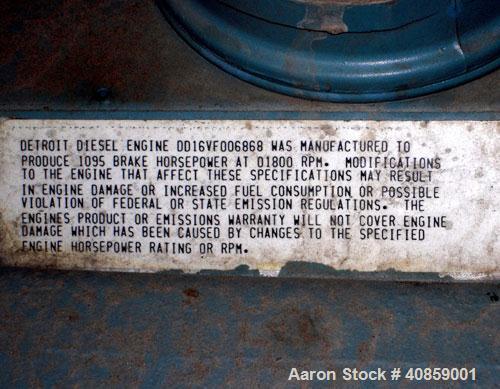 DETROIT DIESEL ENGINE DD16VF006868 WAS MANUFACTURED TO
PRODUCE 1095 BRAKE HORSEPOWER AT 01800 RPM. MODIFICATIONS
TO THE ENGINE THAT AFFECT THESE SPECIFICATIONS MAY RESULT
IN ENGINE DAMAGE OR INCREASED FUEL CONSUMPTION OR POSSIBLE
VIOLATION OF FEDERAL OR STATE EMISSION REGULATIONS. THE
ENGINES PRODUCT OR EMISSIONS WARRANTY WILL NOT COVER ENGINE
DAMAGE WHICH HAS BEEN CAUSED BY CHANGES TO THE SPECIFIED
ENGINE HORSEPOWER RATING OR RPM.
Aaron Stock # 40859001